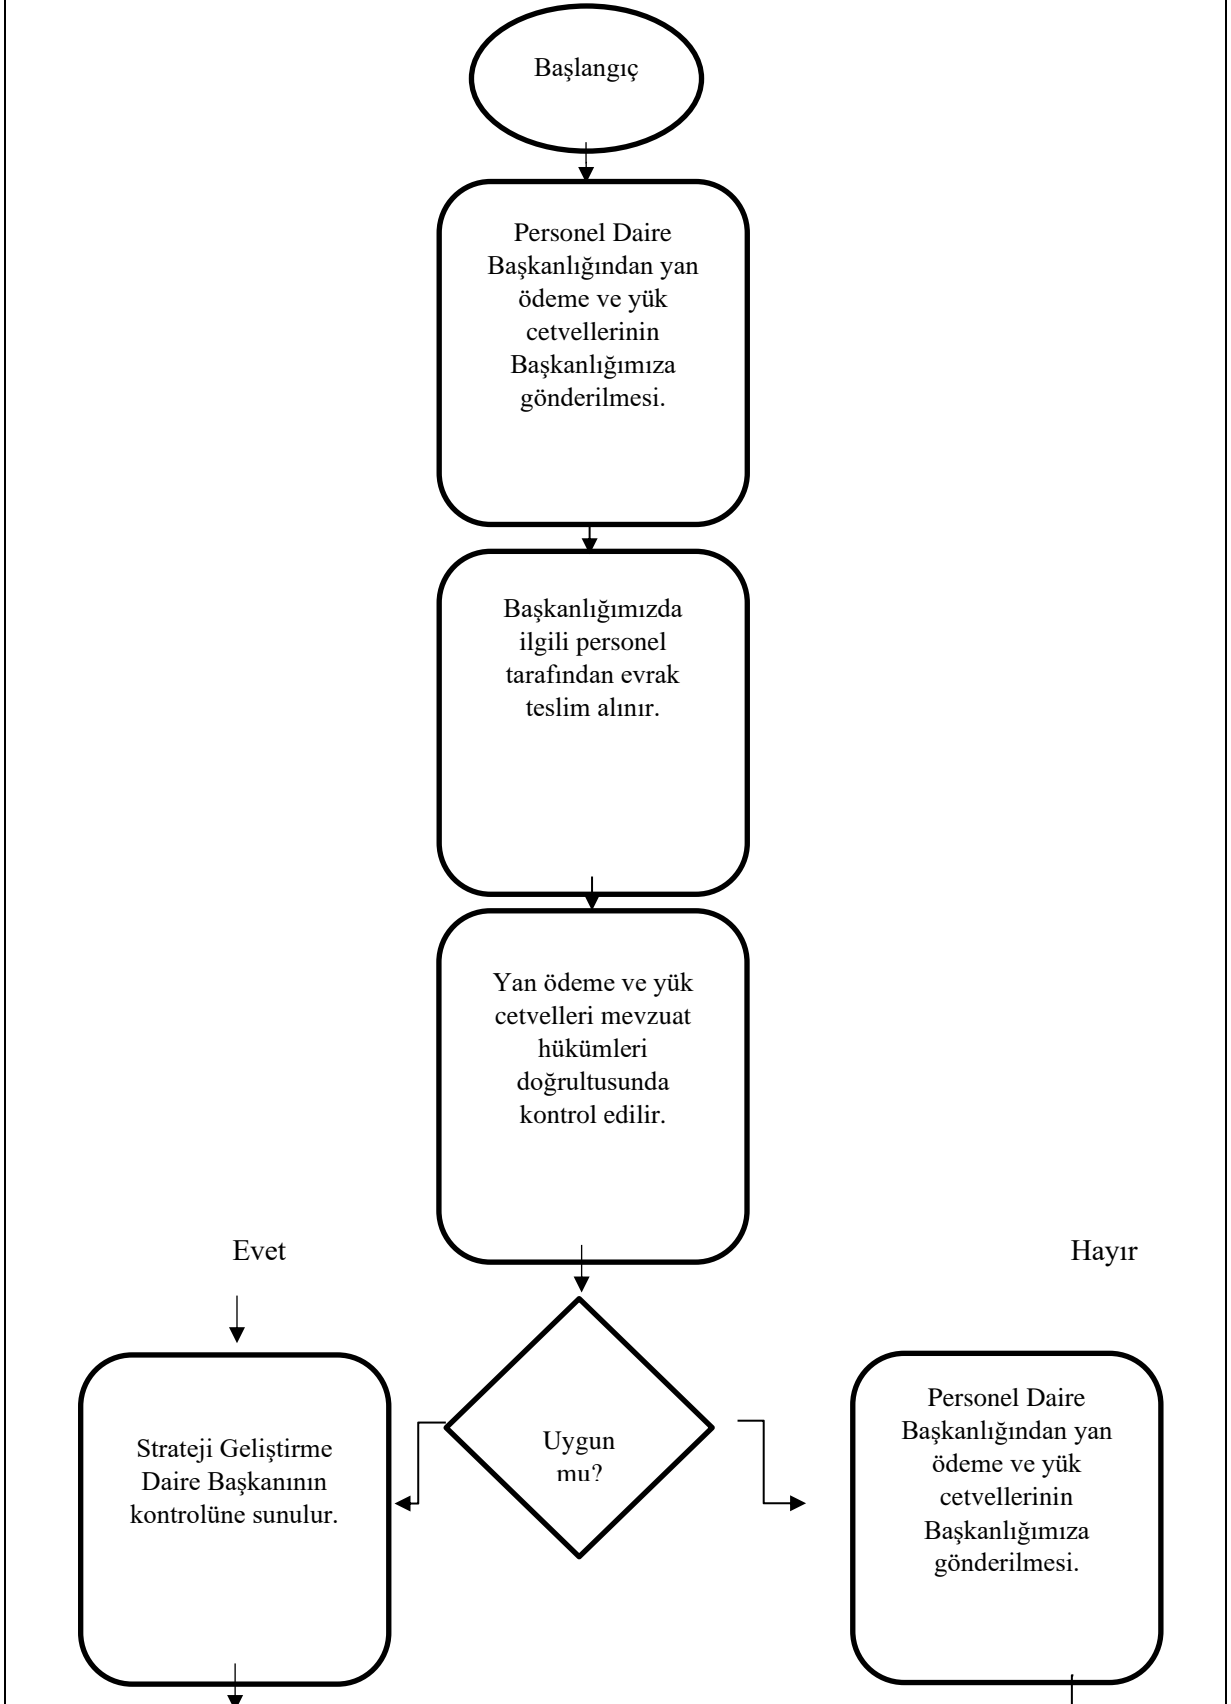 Başlangıç
Personel Daire
Başkanlığından yan
ödeme ve yük
cetvellerinin
Başkanlığımıza
gönderilmesi.
Başkanlığımızda
ilgili personel
tarafından evrak
teslim alınır.
Yan ödeme ve yük
cetvelleri mevzuat
hükümleri
doğrultusunda
kontrol edilir.
Evet
Hayır
Uygun
mu?
Strateji Geliştirme
Daire Başkanının
kontrolüne sunulur.
Personel Daire
Başkanlığından yan
ödeme ve yük
cetvellerinin
Başkanlığımıza
gönderilmesi.